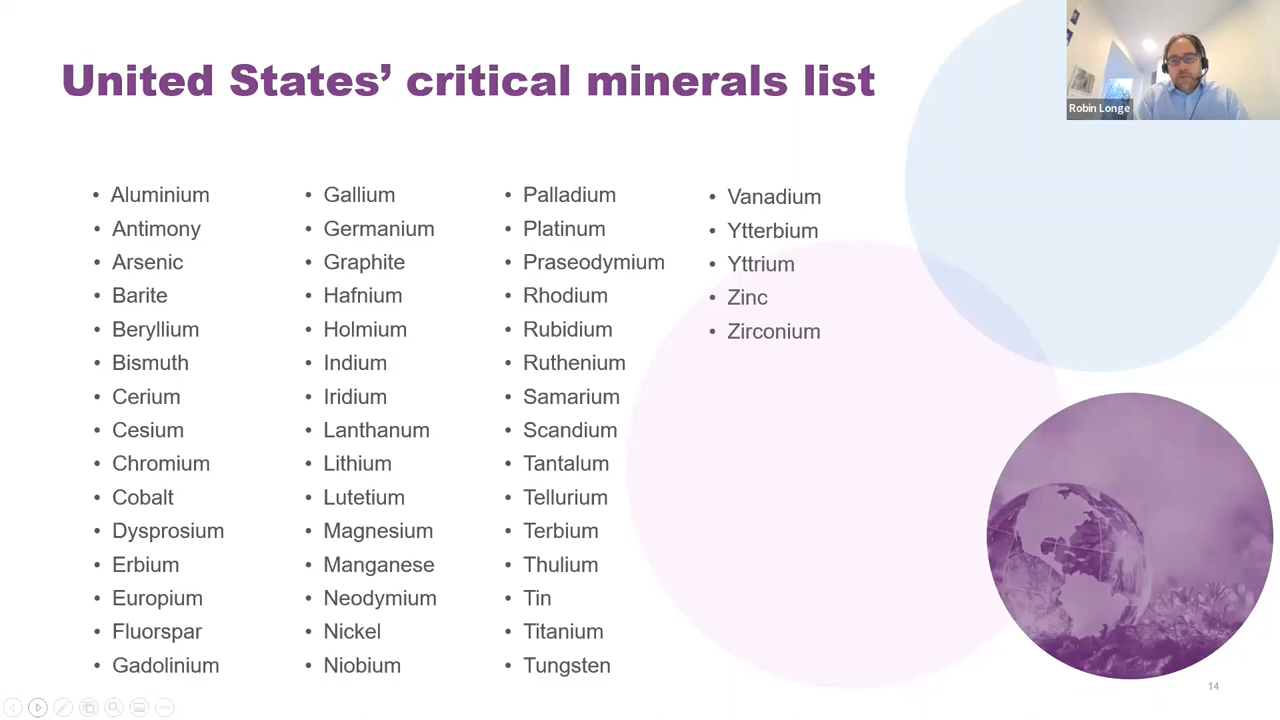 United States’ critical minerals list
Robin Longe
• Aluminium
• Antimony
• Arsenic
• Barite
• Beryllium
• Bismuth
• Cerium
• Cesium
• Chromium
• Cobalt
• Dysprosium
• Erbium
• Europium
• Fluorspar
• Gadolinium
• Gallium
• Germanium
• Graphite
• Hafnium
• Holmium
• Indium
• Iridium
• Lanthanum
• Lithium
• Lutetium
• Magnesium
• Manganese
• Neodymium
• Nickel
• Niobium
• Palladium
• Platinum
• Praseodymium
• Rhodium
• Rubidium
• Ruthenium
• Samarium
• Scandium
• Tantalum
• Tellurium
• Terbium
• Thulium
• Tin
• Titanium
• Tungsten
• Vanadium
• Ytterbium
• Yttrium
• Zinc
• Zirconium
14